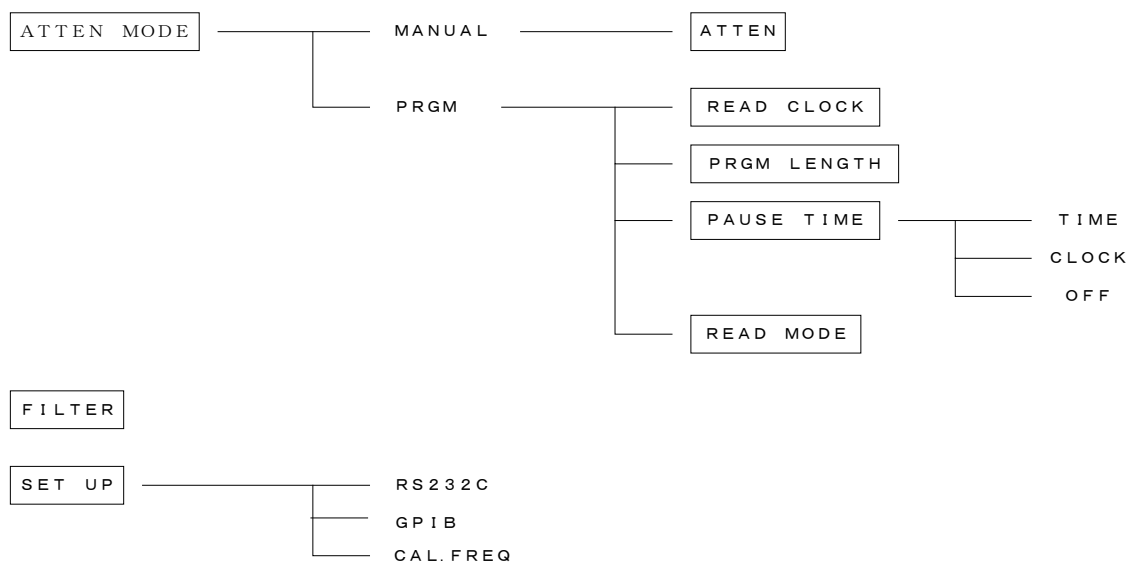 ATTEN MODE
MANUAL
ATTEN
PRGM
READ CLOCK
PRGM LENGTH
PAUSE TIME
TIME
CLOCK
OFF
READ MODE
FILTER
SET UP
RS232C
GPIB
CAL.FREQ